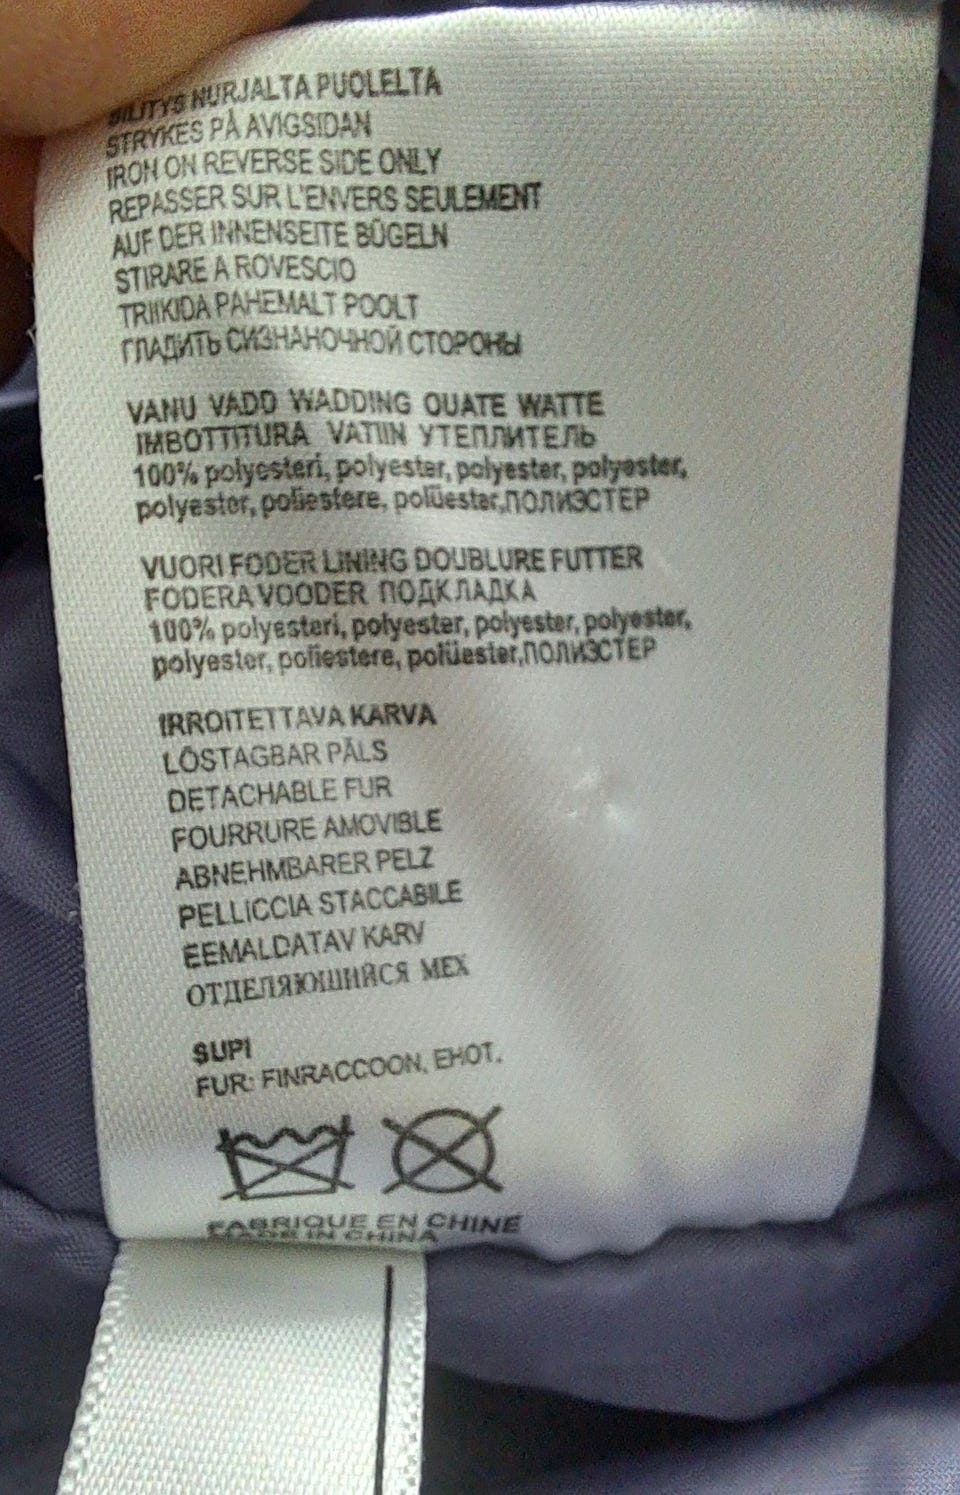 SILITYS NURJALTA PUOLELTA
STRYKES PÅ AVIGSIDAN
IRON ON REVERSE SIDE ONLY
REPASSER SUR L'ENVERS SEULEMENT
AUF DER INNENSEITE BÜGELN
STIRARE A ROVESCIO
TRIIKIDA PAHEMALT POOLT
ГЛАДИТЬ СИЗНАНОЧНОЙ СТОРОНЫ
VANU VADD WADDING OUATE WATTE
IMBOTTITURA VATIIN УТЕПЛИТЕЛЬ
100% polyesteri, polyester, polyester, polyester,
polyester, poliestere, polüester,ПОЛИЭСТЕР
VUORI FODER LINING DOUBLURE FUTTER
FODERA VOODER ПОДКЛАДКА
100% polyesteri, polyester, polyester, polyester,
polyester, poliestere, polüester,ПОЛИЭСТЕР
IRROITETTAVA KARVA
LÖSTAGBAR PÄLS
DETACHABLE FUR
FOURRURE AMOVIBLE
ABNEHMBARER PELZ
PELLICCIA STACCABILE
EEMALDATAV KARV
ОТДЕЛЯЮШИЙСЯ МЕХ
SUPI
FUR: FINRACCOON, ЕНОТ.
FABRIQUE EN CHINE
MADE IN CHINA